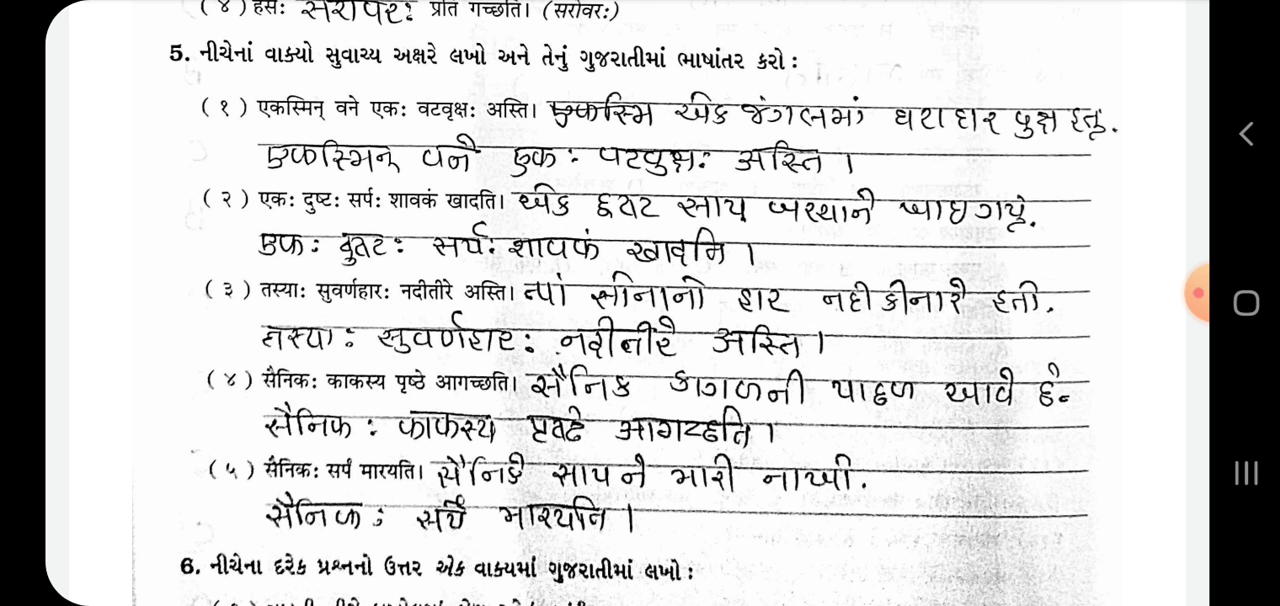 (४) हंसः सरोवरः प्रति गच्छति। (सरोवरः)
5. નીચેનાં વાક્યો સુવાચ્ય અક્ષરે લખો અને તેનું ગુજરાતીમાં ભાષાંતર કરો :
(१) एकस्मिन् वने एकः वटवृक्षः अस्ति। एकस्मि એક જંગલમાં ઘટાદાર વૃક્ષ હતું.
एकस्मिन् वने एकः वटवृक्षः अस्ति।
(२) एकः दुष्टः सर्पः शावकं खादति। એક દુષ્ટ સાપ બચ્ચાને ખાઇ ગયું.
एकः दुष्टः सर्पः शावकं खादति।
(३) तस्याः सुवर्णहारः नदीतीरे अस्ति। ત્યાં સોનાનો હાર નદી કીનારે હતો.
तस्याः सुवर्णहारः नदीतीरे अस्ति।
(४) सैनिकः काकस्य पृष्ठे आगच्छति। સૈનિક કાગળની પાછળ આવે છે.
सैनिकः काकस्य पृष्ठे आगच्छति।
(५) सैनिकः सर्पं मारयति। સૈનિકે સાપને મારી નાખી.
सैनिकः सर्पं मारयति।
6. નીચેના દરેક પ્રશ્નનો ઉત્તર એક વાક્યમાં ગુજરાતીમાં લખો :